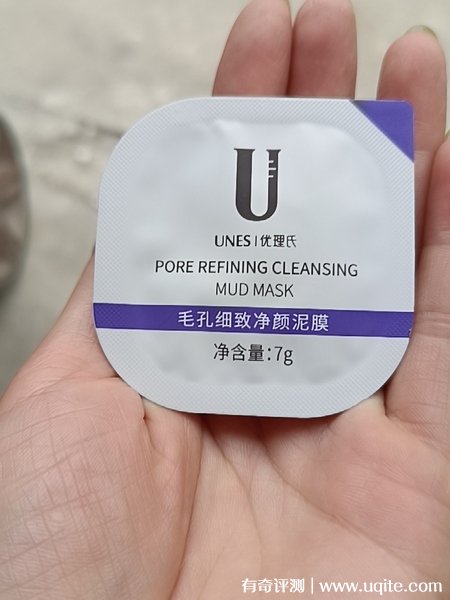 U
UNES | 优理氏
PORE REFINING CLEANSING
MUD MASK
毛孔细致净颜泥膜
净含量:7g
有奇评测 | www.uqite.com